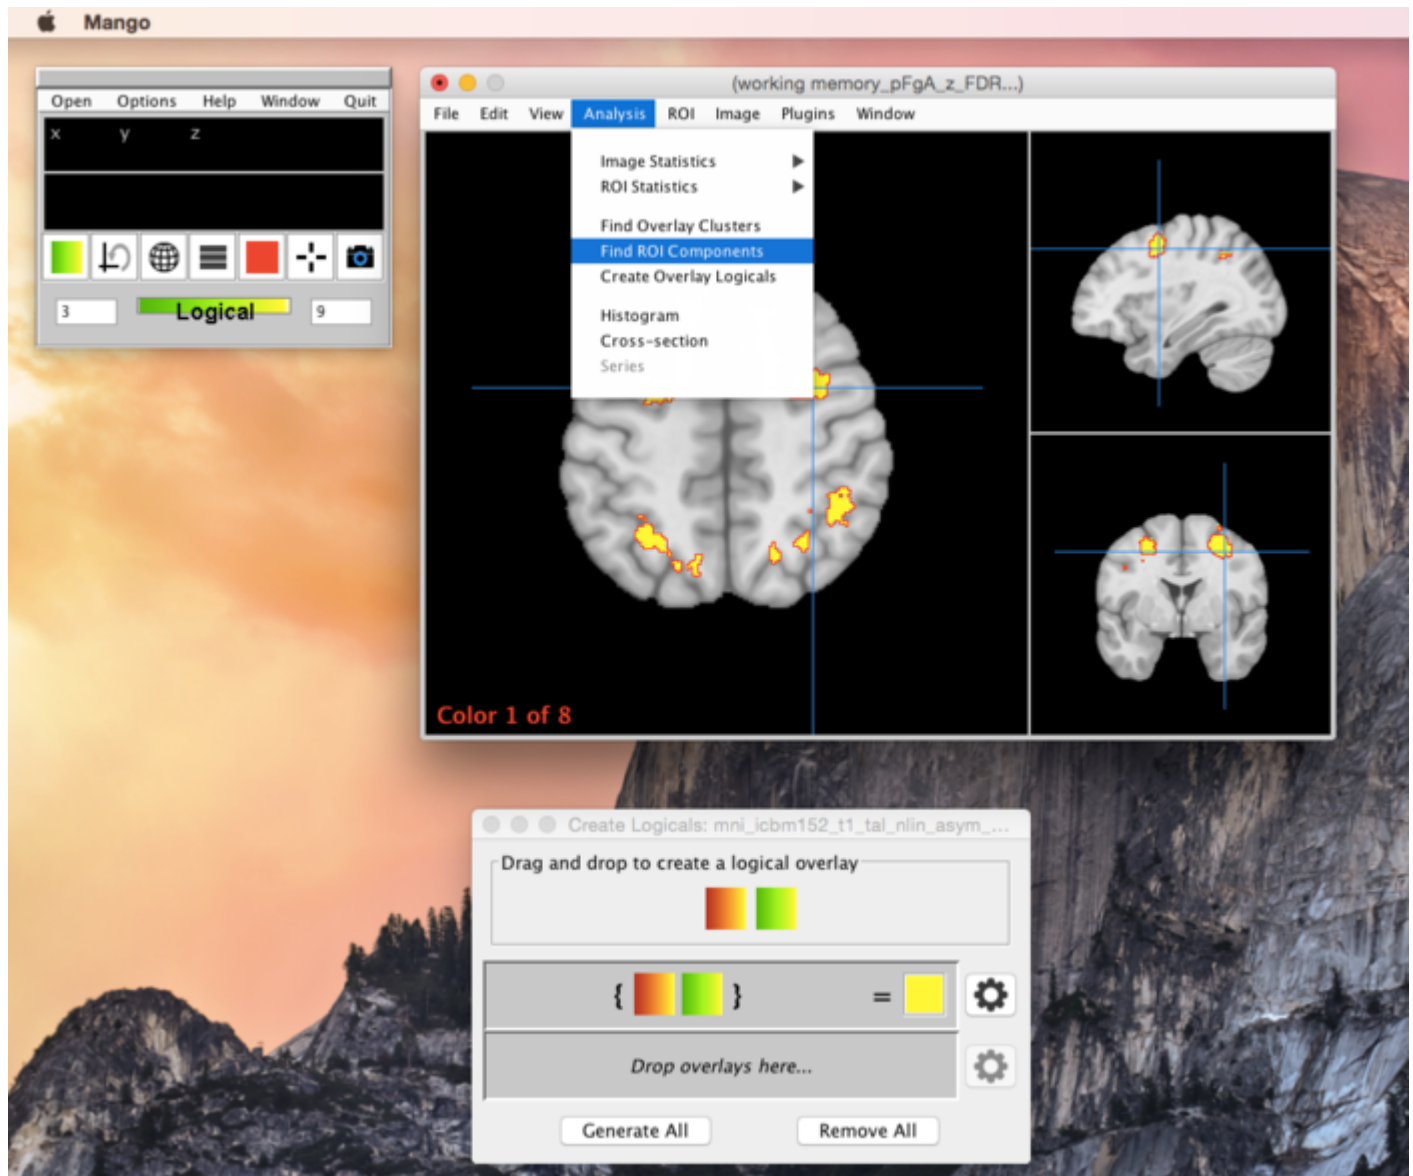 Mango
Open Options Help Window Quit
x y z
3 Logical 9
(working memory_pFgA_z_FDR...)
File Edit View Analysis ROI Image Plugins Window
Image Statistics
ROI Statistics
Find Overlay Clusters
Find ROI Components
Create Overlay Logicals
Histogram
Cross-section
Series
Color 1 of 8
Create Logicals: mni_icbm152_t1_tal_nlin_asym_...
Drag and drop to create a logical overlay
{ } =
Drop overlays here...
Generate All Remove All